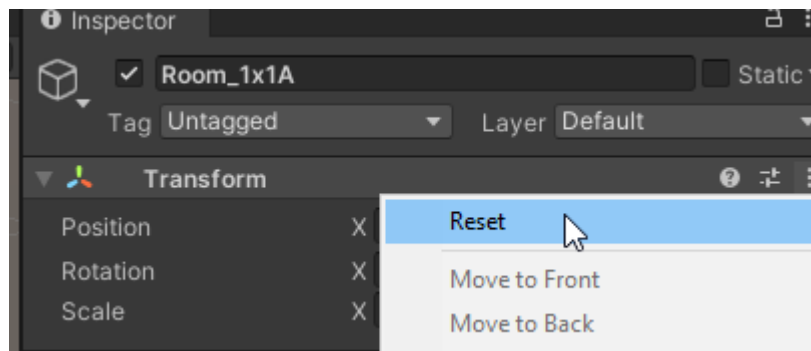 Inspector
Room_1x1A
Static
Tag Untagged Layer Default
Transform
Position X
Rotation X
Scale X
Reset
Move to Front
Move to Back